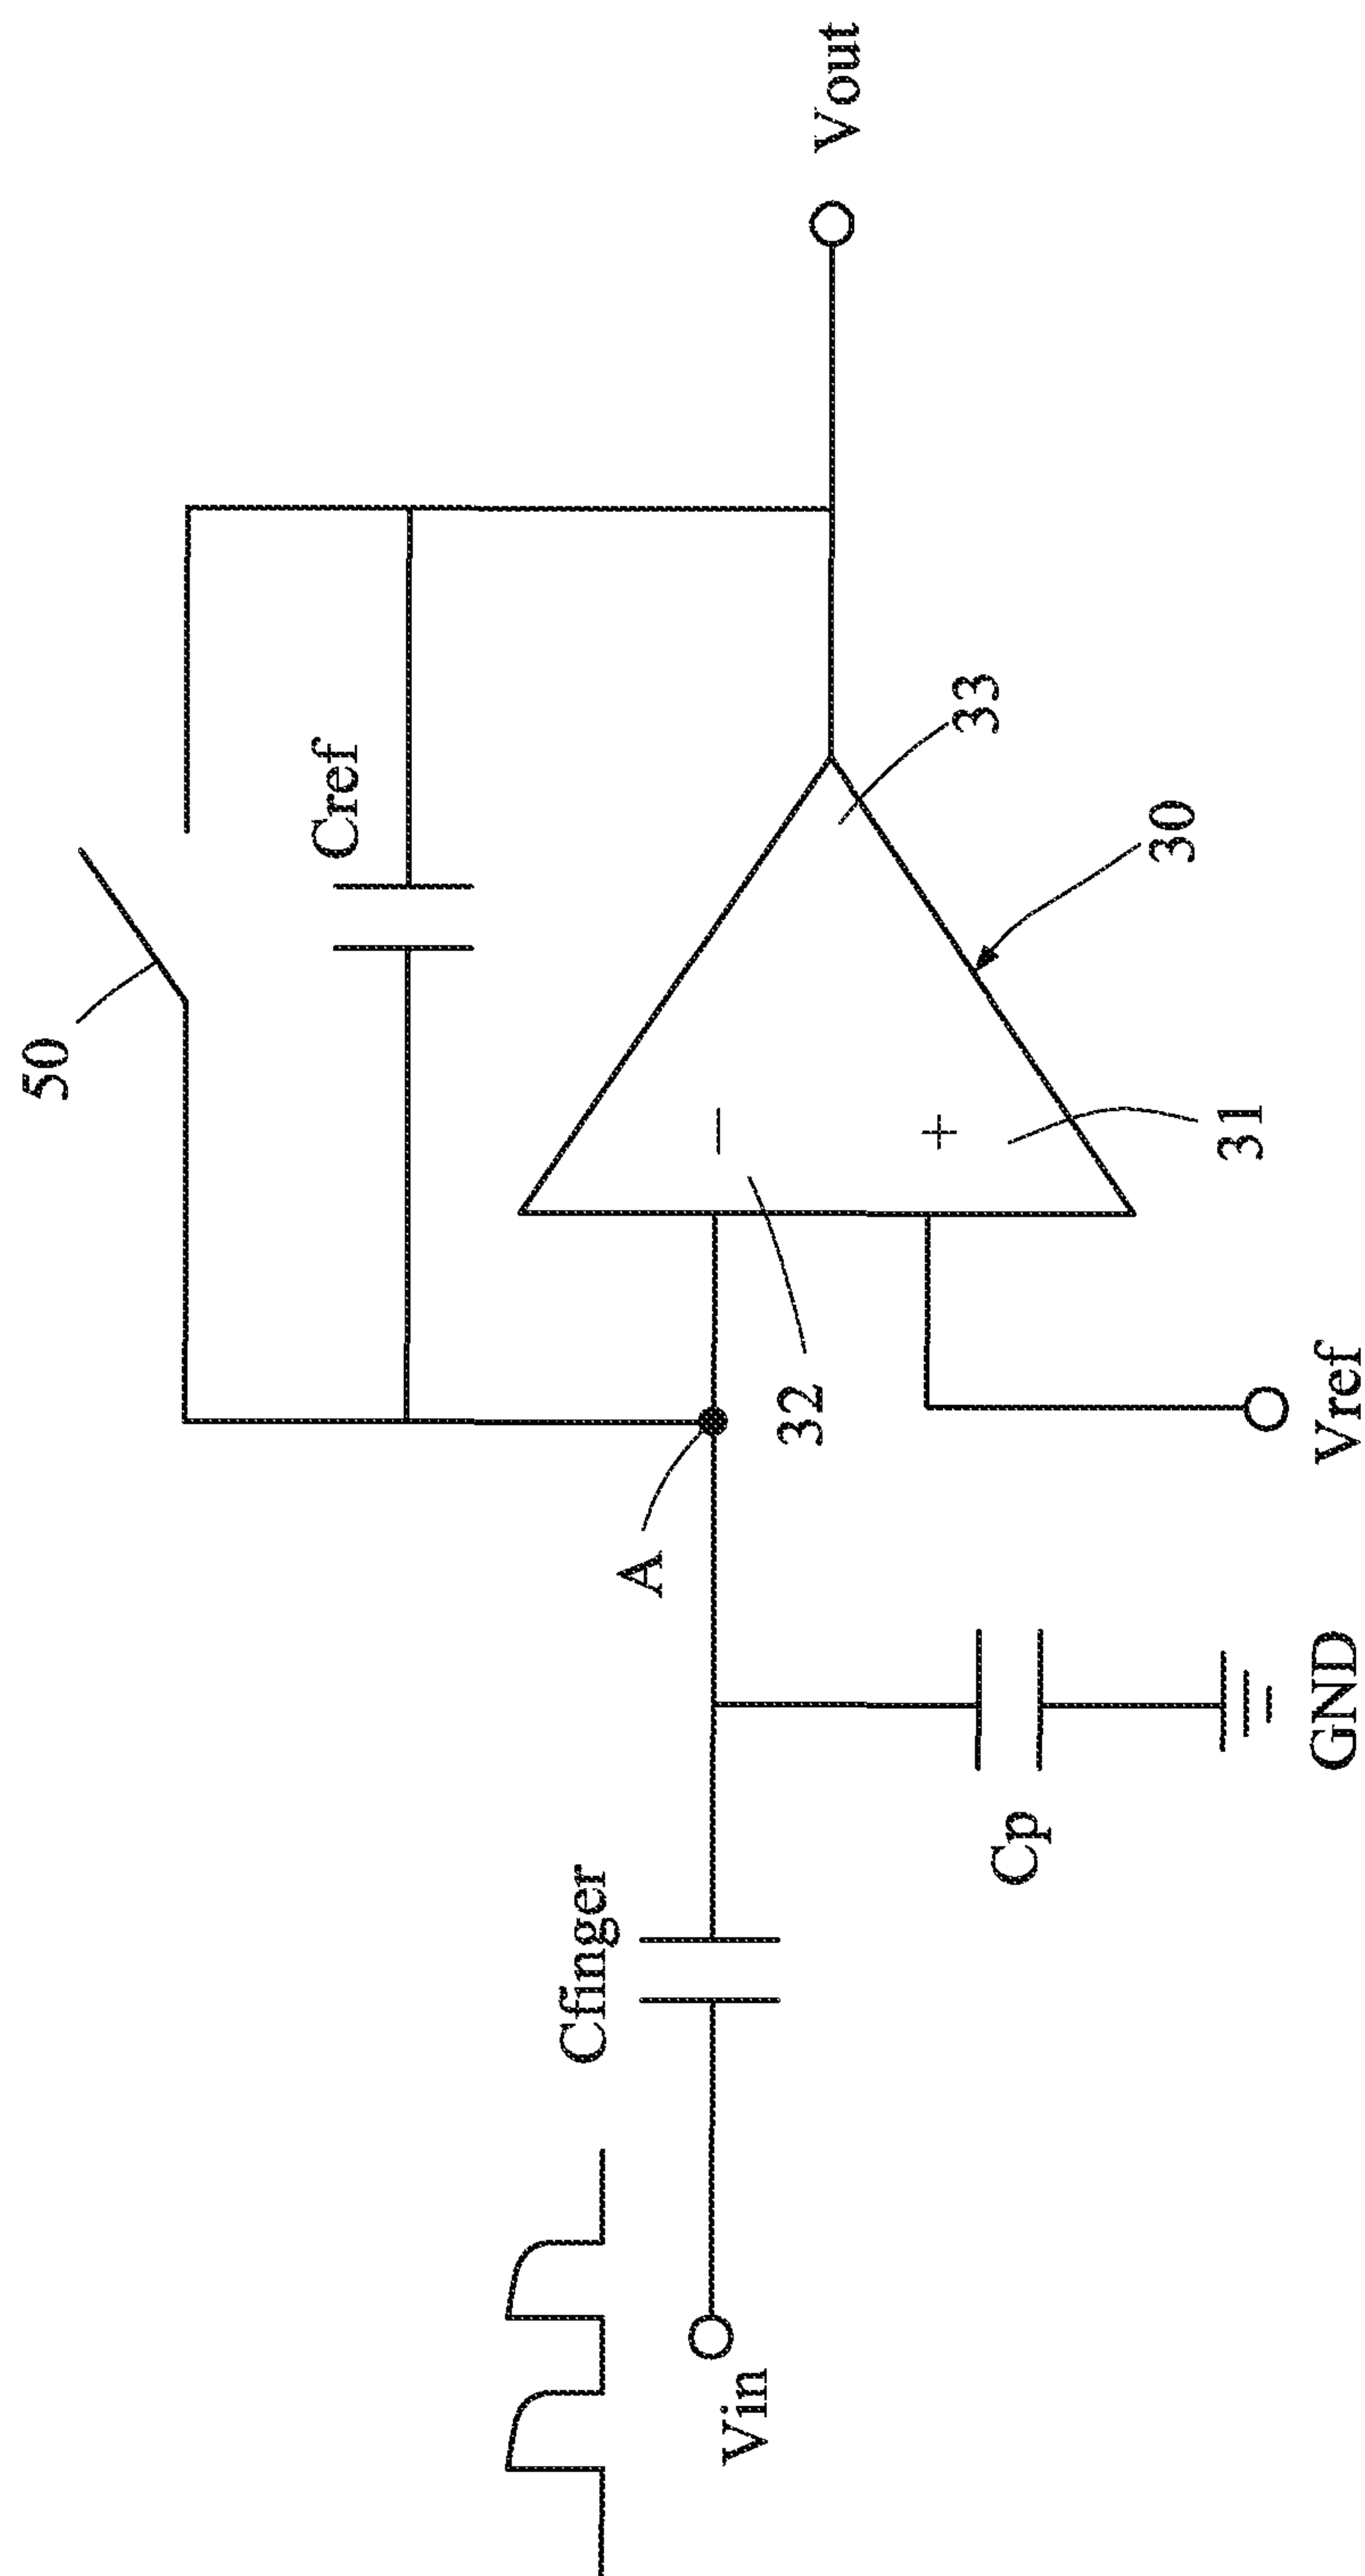 50
Cref
Vout
33
30
A
32
−
+
31
Cfinger
Vin
Cp
GND
Vref